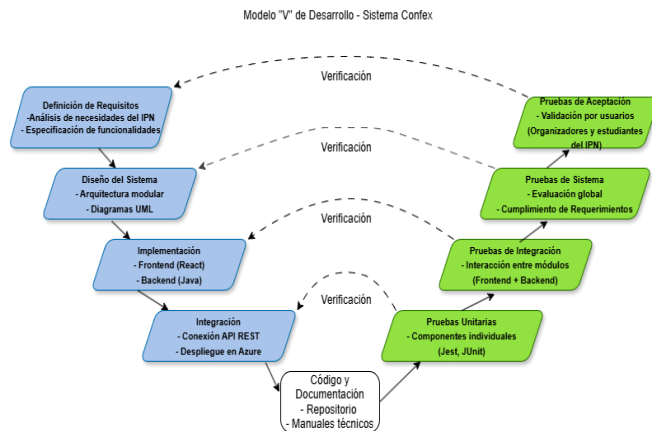 Modelo "V" de Desarrollo - Sistema Confex
Verificación
Definición de Requisitos
-Análisis de necesidades del IPN
- Especificación de funcionalidades
Pruebas de Aceptación
- Validación por usuarios
(Organizadores y estudiantes
del IPN)
Verificación
Diseño del Sistema
- Arquitectura modular
- Diagramas UML
Pruebas de Sistema
- Evaluación global
- Cumplimiento de Requerimientos
Verificación
Implementación
- Frontend (React)
- Backend (Java)
Pruebas de Integración
- Interacción entre módulos
(Frontend + Backend)
Verificación
Integración
- Conexión API REST
- Despliegue en Azure
Pruebas Unitarias
- Componentes individuales
(Jest, JUnit)
Código y
Documentación
- Repositorio
- Manuales técnicos